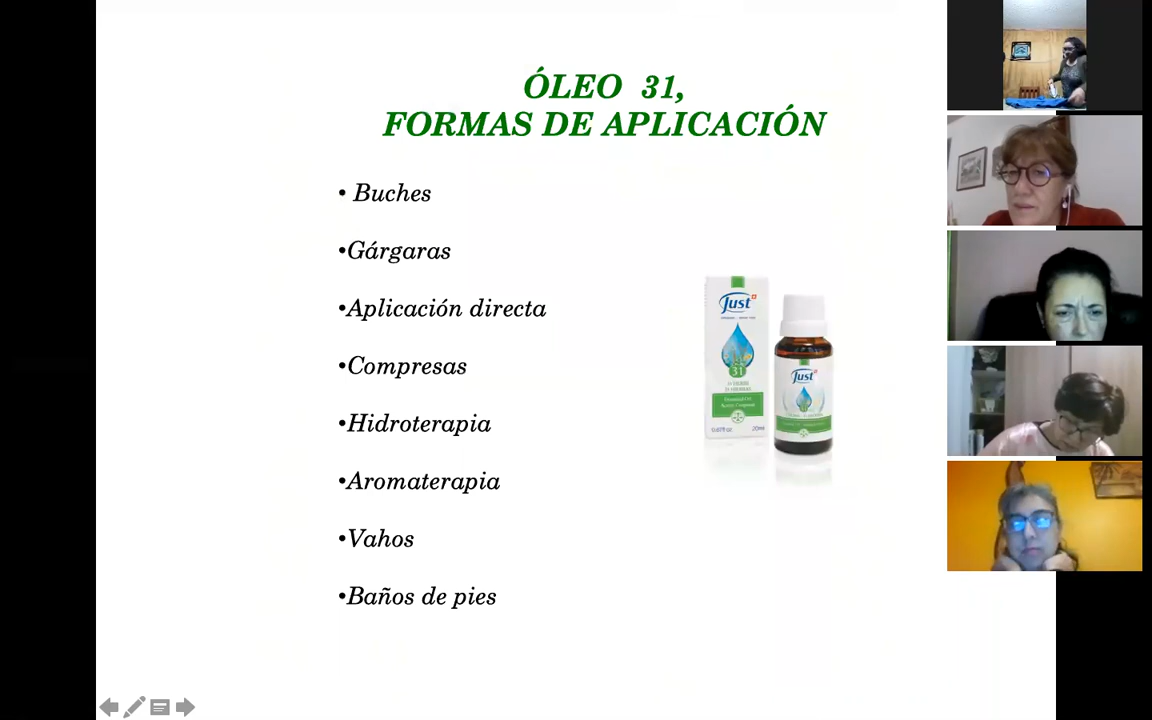 ÓLEO 31,
FORMAS DE APLICACIÓN
• Buches
•Gárgaras
•Aplicación directa
•Compresas
•Hidroterapia
•Aromaterapia
•Vahos
•Baños de pies
Just
31
20ml
Just